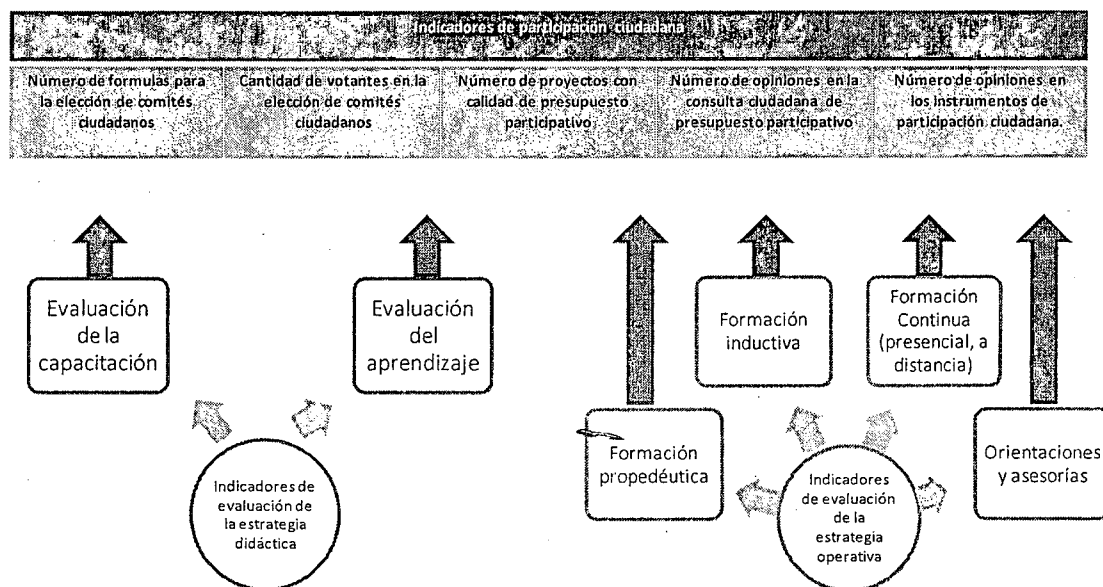 Indicadores de participación ciudadana
Número de formulas para
la elección de comités
ciudadanos
Cantidad de votantes en la
elección de comités
ciudadanos
Número de proyectos con
calidad de presupuesto
participativo
Número de opiniones en la
consulta ciudadana de
presupuesto participativo
Número de opiniones en
los instrumentos de
participación ciudadana.
Evaluación
de la
capacitación
Evaluación
del
aprendizaje
Formación
inductiva
Formación
Continua
(presencial, a
distancia)
Formación
propedéutica
Orientaciones
y asesorías
Indicadores de
evaluación de
la estrategia
didáctica
Indicadores
de evaluación
de la
estrategia
operativa